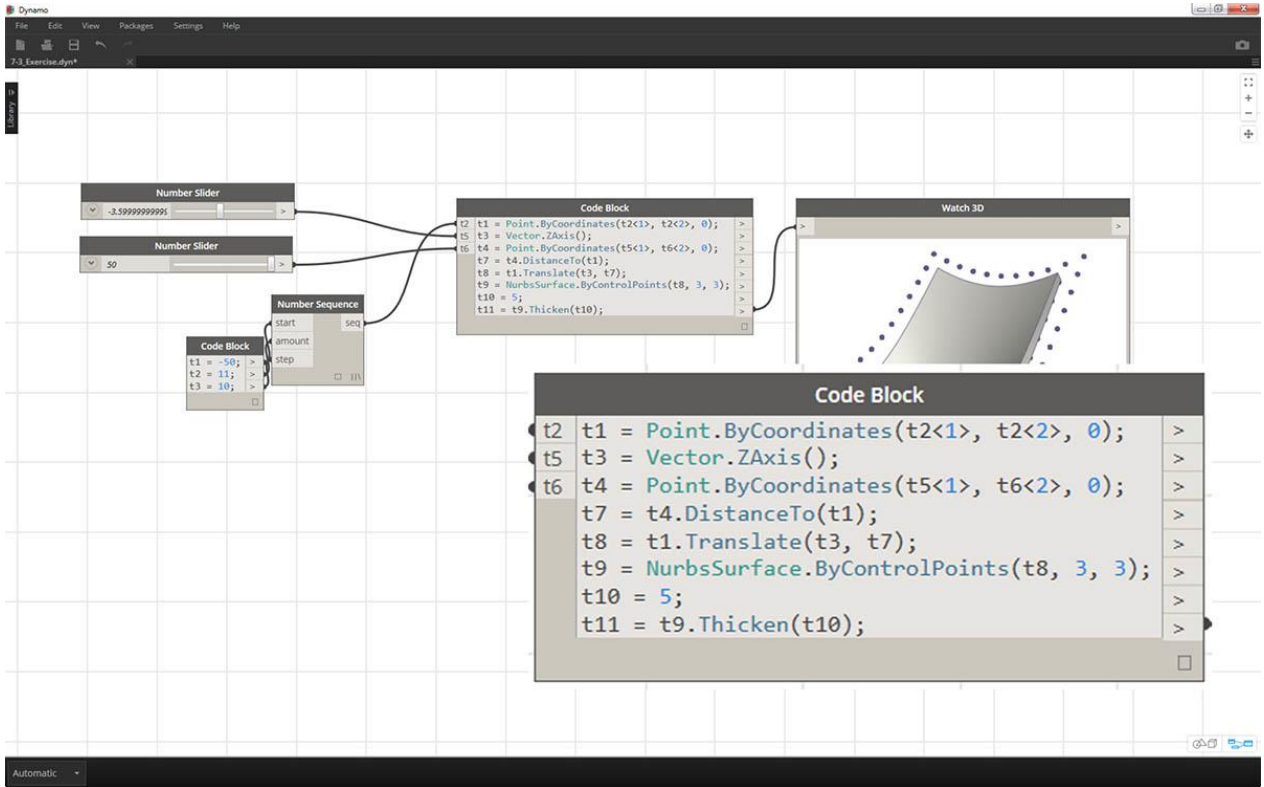 Dynamo
File Edit View Packages Settings Help
7-3_Exercise.dyn*
Library
Number Slider
-3.5999999999
>
Number Slider
50
>
Number Sequence
start seq
amount
step
Code Block
t1 = -50; >
t2 = 11; >
t3 = 10; >
Code Block
t2 t1 = Point.ByCoordinates(t2<1>, t2<2>, 0); >
t5 t3 = Vector.ZAxis(); >
t6 t4 = Point.ByCoordinates(t5<1>, t6<2>, 0); >
t7 = t4.DistanceTo(t1); >
t8 = t1.Translate(t3, t7); >
t9 = NurbsSurface.ByControlPoints(t8, 3, 3); >
t10 = 5; >
t11 = t9.Thicken(t10); >
Watch 3D
> >
Code Block
t2 t1 = Point.ByCoordinates(t2<1>, t2<2>, 0); >
t5 t3 = Vector.ZAxis(); >
t6 t4 = Point.ByCoordinates(t5<1>, t6<2>, 0); >
t7 = t4.DistanceTo(t1); >
t8 = t1.Translate(t3, t7); >
t9 = NurbsSurface.ByControlPoints(t8, 3, 3); >
t10 = 5; >
t11 = t9.Thicken(t10); >
Automatic